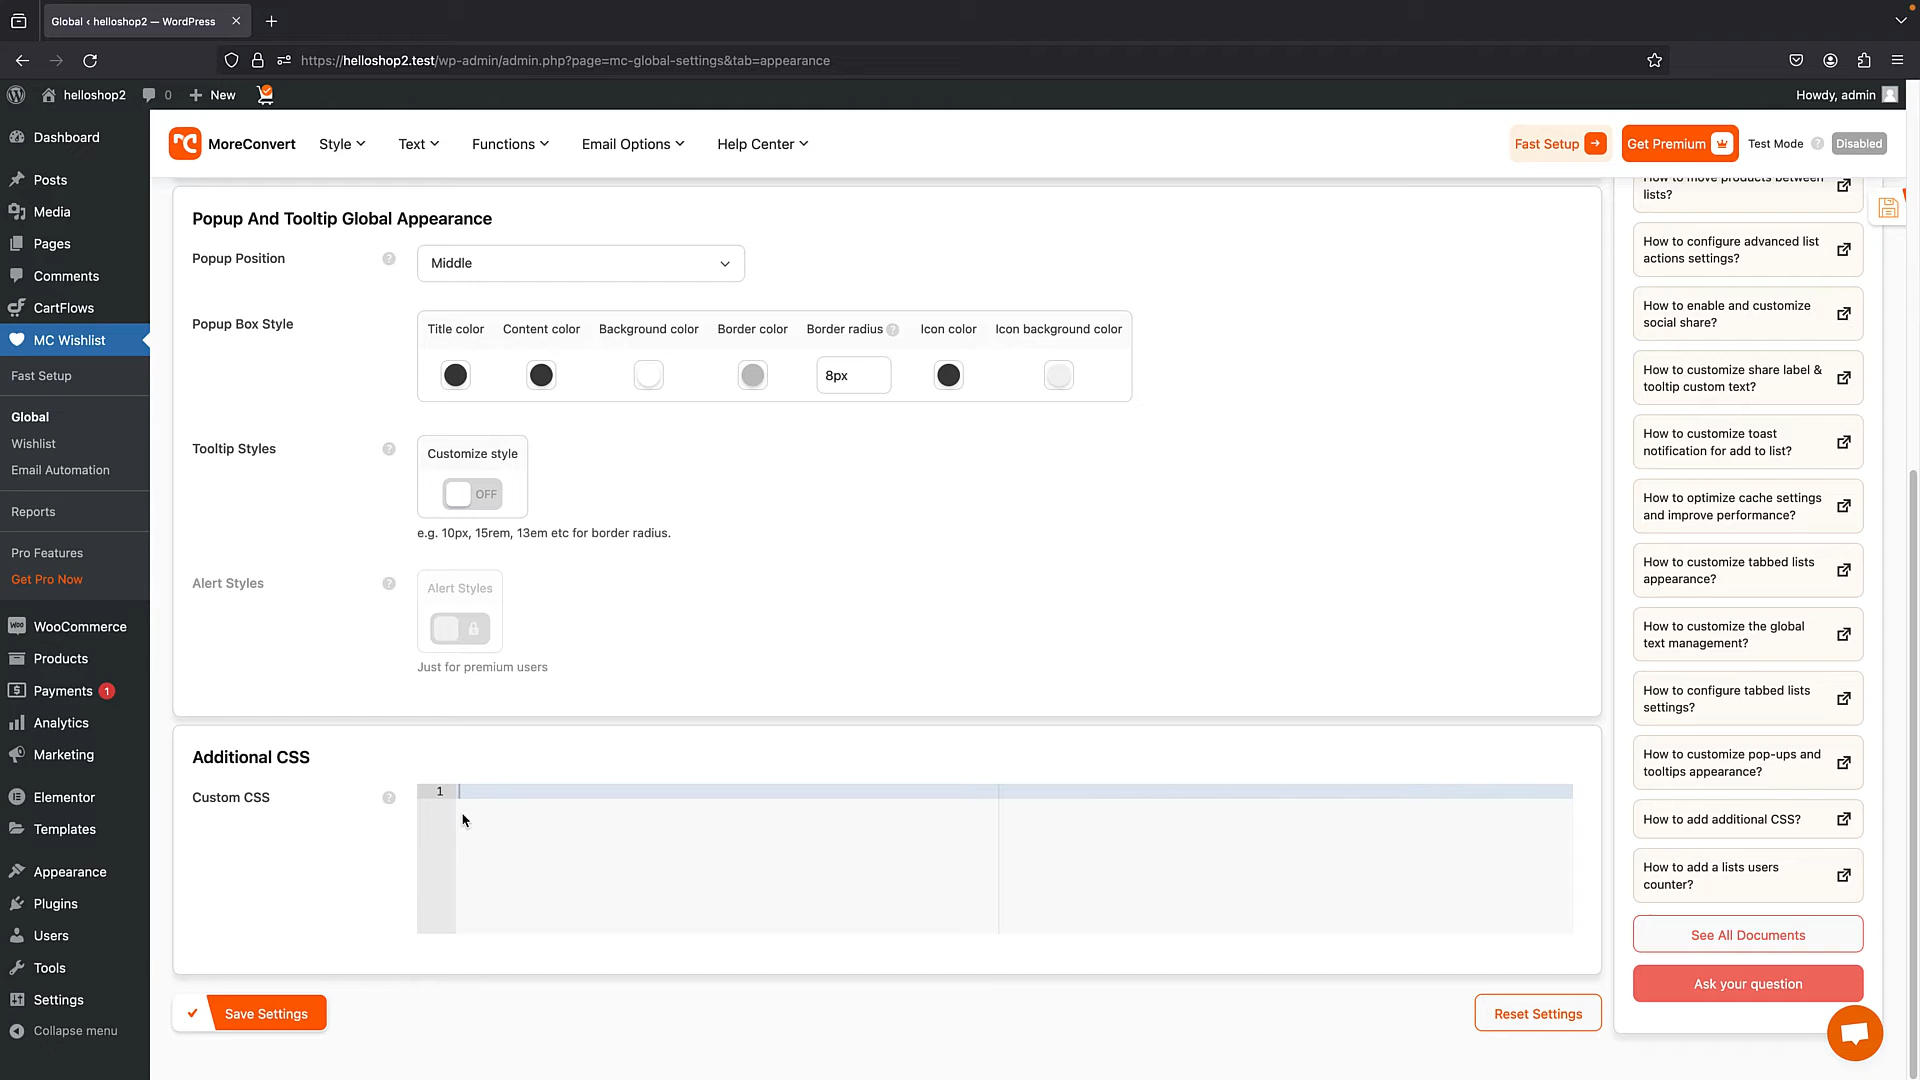 Global ‹ helloshop2 — WordPress
https://helloshop2.test/wp-admin/admin.php?page=mc-global-settings&tab=appearance
helloshop2
0
New
Howdy, admin
Dashboard
Posts
Media
Pages
Comments
CartFlows
MC Wishlist
Fast Setup
Global
Wishlist
Email Automation
Reports
Pro Features
Get Pro Now
WooCommerce
Products
Payments 1
Analytics
Marketing
Elementor
Templates
Appearance
Plugins
Users
Tools
Settings
Collapse menu
MoreConvert
Style
Text
Functions
Email Options
Help Center
Fast Setup
Get Premium
Test Mode ?
Disabled
Popup And Tooltip Global Appearance
Popup Position ?
Middle
Popup Box Style
Title color
Content color
Background color
Border color
Border radius ?
Icon color
Icon background color
8px
Tooltip Styles ?
Customize style
OFF
e.g. 10px, 15rem, 13em etc for border radius.
Alert Styles ?
Alert Styles
Just for premium users
Additional CSS
Custom CSS ?
1
Save Settings
Reset Settings
How to move products between
lists?
How to configure advanced list
actions settings?
How to enable and customize
social share?
How to customize share label &
tooltip custom text?
How to customize toast
notification for add to list?
How to optimize cache settings
and improve performance?
How to customize tabbed lists
appearance?
How to customize the global
text management?
How to configure tabbed lists
settings?
How to customize pop-ups and
tooltips appearance?
How to add additional CSS?
How to add a lists users
counter?
See All Documents
Ask your question